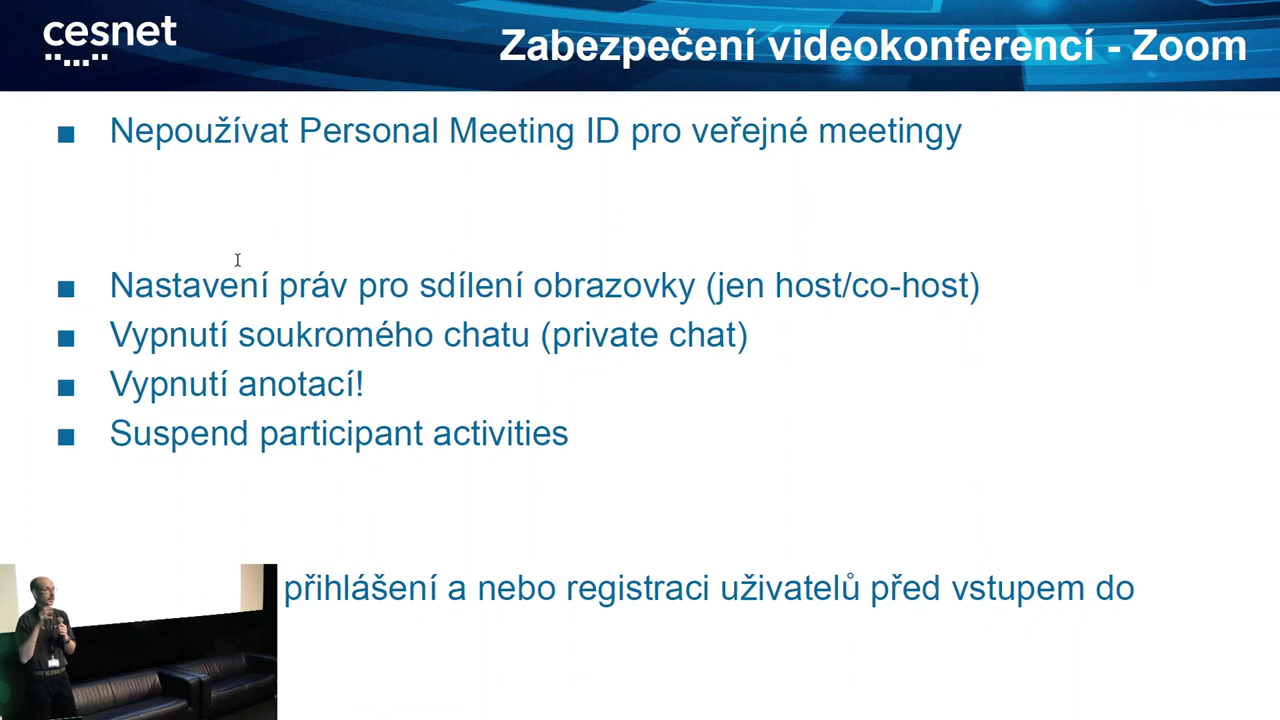 cesnet
Zabezpečení videokonferencí - Zoom
Nepoužívat Personal Meeting ID pro veřejné meetingy
Nastavení práv pro sdílení obrazovky (jen host/co-host)
Vypnutí soukromého chatu (private chat)
Vypnutí anotací!
Suspend participant activities
přihlášení a nebo registraci uživatelů před vstupem do